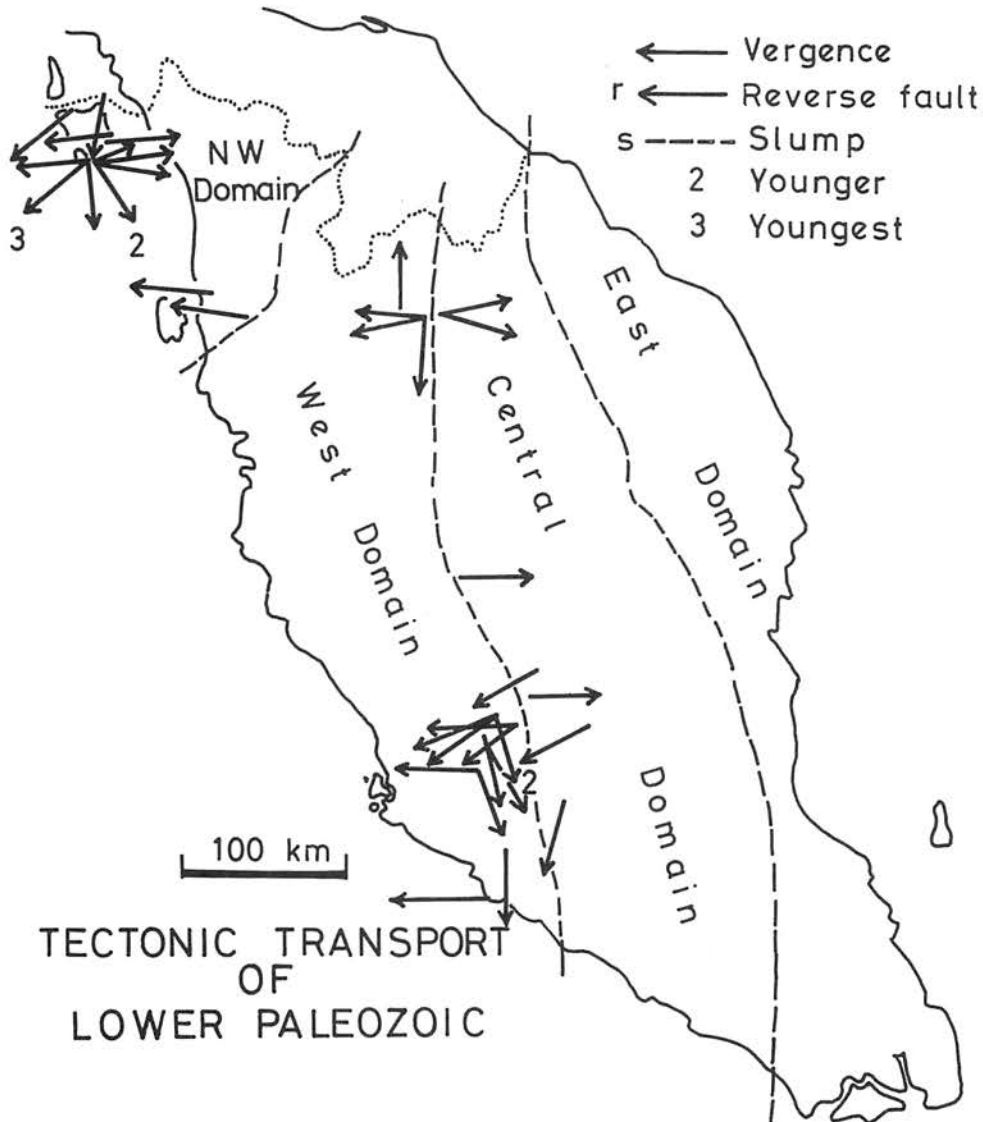 Vergence
r Reverse fault
s Slump
2 Younger
3 Youngest
NW
Domain
3
2
East
Domain
West
Domain
Central
Domain
2
100 km
TECTONIC TRANSPORT
OF
LOWER PALEOZOIC